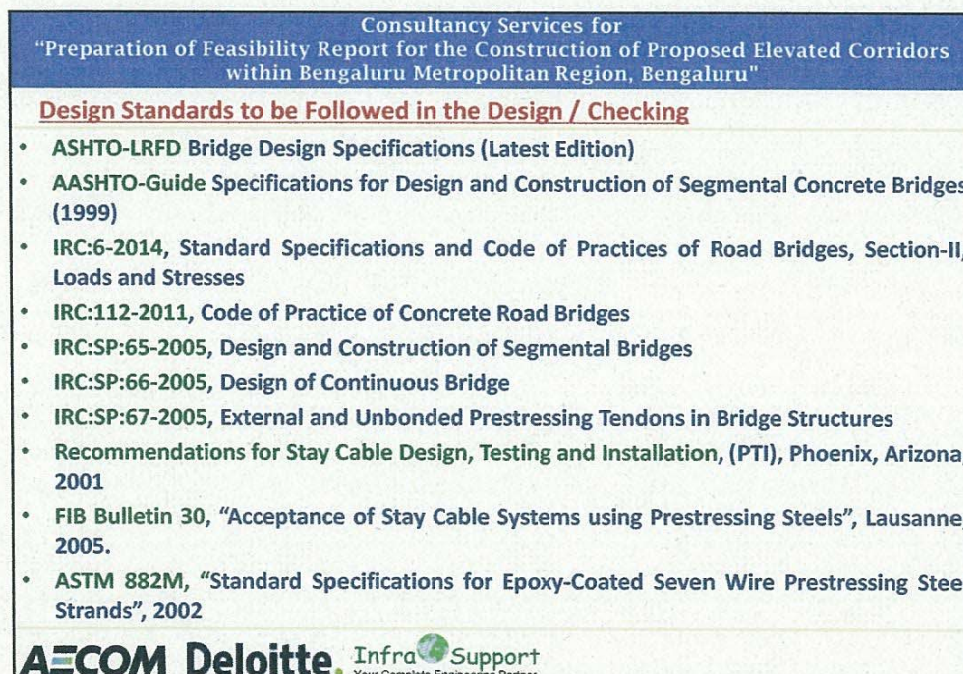 Consultancy Services for
"Preparation of Feasibility Report for the Construction of Proposed Elevated Corridors
within Bengaluru Metropolitan Region, Bengaluru"
Design Standards to be Followed in the Design / Checking
• ASHTO-LRFD Bridge Design Specifications (Latest Edition)
• AASHTO-Guide Specifications for Design and Construction of Segmental Concrete Bridges
(1999)
• IRC:6-2014, Standard Specifications and Code of Practices of Road Bridges, Section-II,
Loads and Stresses
• IRC:112-2011, Code of Practice of Concrete Road Bridges
• IRC:SP:65-2005, Design and Construction of Segmental Bridges
• IRC:SP:66-2005, Design of Continuous Bridge
• IRC:SP:67-2005, External and Unbonded Prestressing Tendons in Bridge Structures
• Recommendations for Stay Cable Design, Testing and Installation, (PTI), Phoenix, Arizona,
2001
• FIB Bulletin 30, "Acceptance of Stay Cable Systems using Prestressing Steels", Lausanne,
2005.
• ASTM 882M, "Standard Specifications for Epoxy-Coated Seven Wire Prestressing Stee
Strands", 2002
AECOM Deloitte. Infra Support
Your Complete Engineering Partner